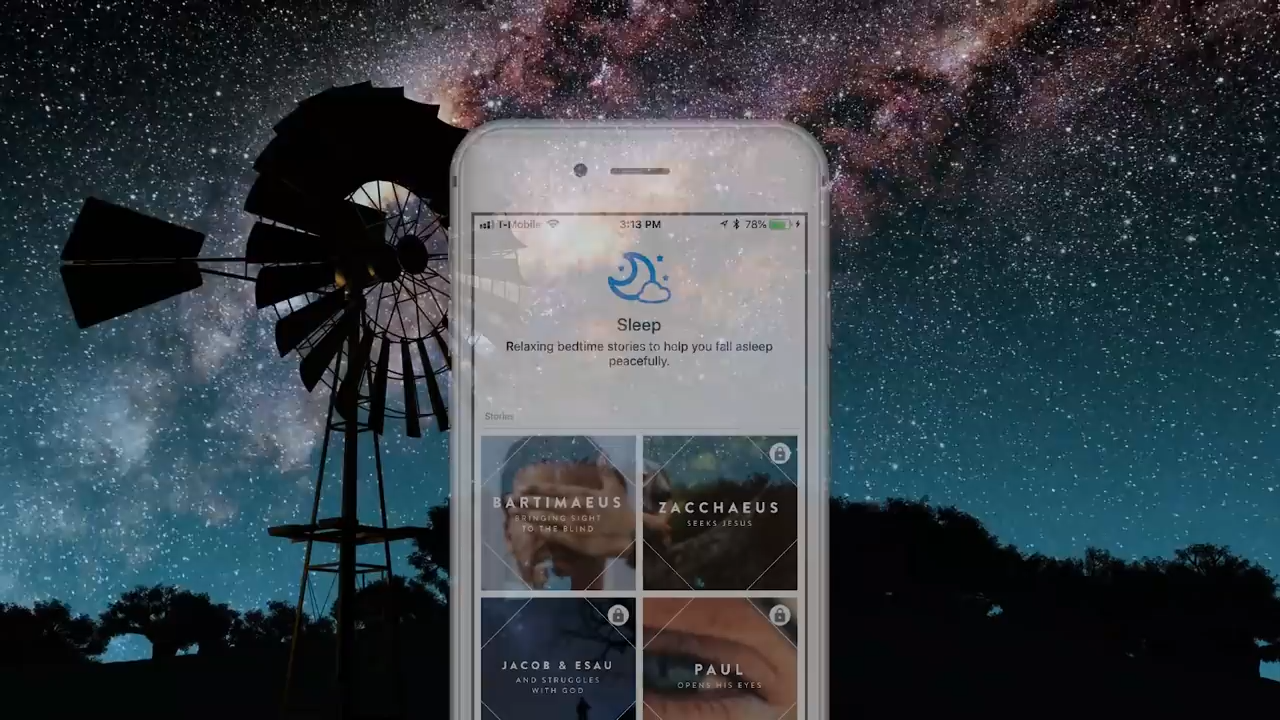 T-Mobile 3:13 PM 78%
Sleep
Relaxing bedtime stories to help you fall asleep
peacefully.
Stories
BARTIMAEUS
BRINGING SIGHT
TO THE BLIND
ZACCHAEUS
SEEKS JESUS
JACOB & ESAU
AND STRUGGLES
WITH GOD
PAUL
OPENS HIS EYES